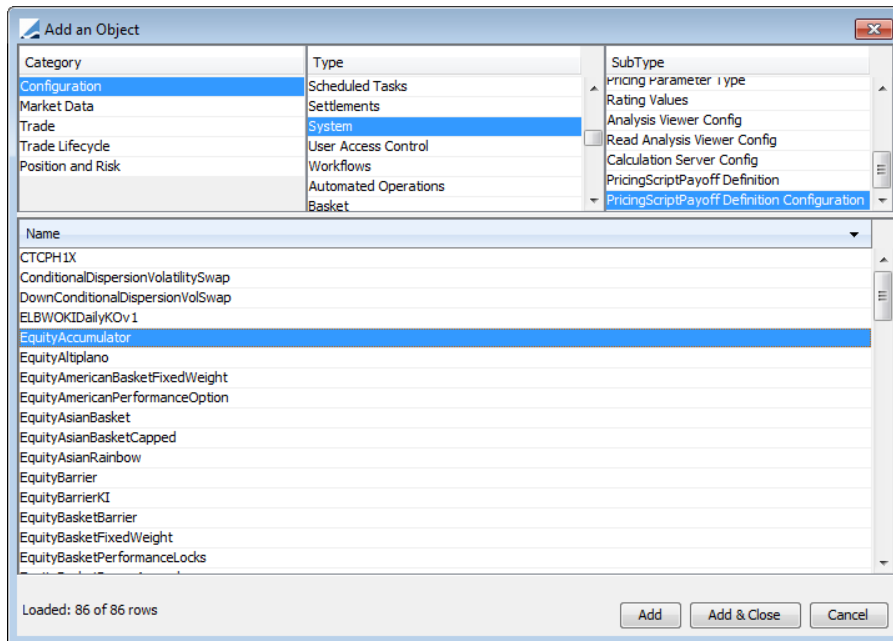 Add an Object
Category
Configuration
Market Data
Trade
Trade Lifecycle
Position and Risk
Type
Scheduled Tasks
Settlements
System
User Access Control
Workflows
Automated Operations
Basket
SubType
Pricing Parameter Type
Rating Values
Analysis Viewer Config
Read Analysis Viewer Config
Calculation Server Config
PricingScriptPayoff Definition
PricingScriptPayoff Definition Configuration
Name
CTCPH1X
ConditionalDispersionVolatilitySwap
DownConditionalDispersionVolSwap
ELBWOKIDailyKOv1
EquityAccumulator
EquityAltiplano
EquityAmericanBasketFixedWeight
EquityAmericanPerformanceOption
EquityAsianBasket
EquityAsianBasketCapped
EquityAsianRainbow
EquityBarrier
EquityBarrierKI
EquityBasketBarrier
EquityBasketFixedWeight
EquityBasketPerformanceLocks
Loaded: 86 of 86 rows
Add
Add & Close
Cancel